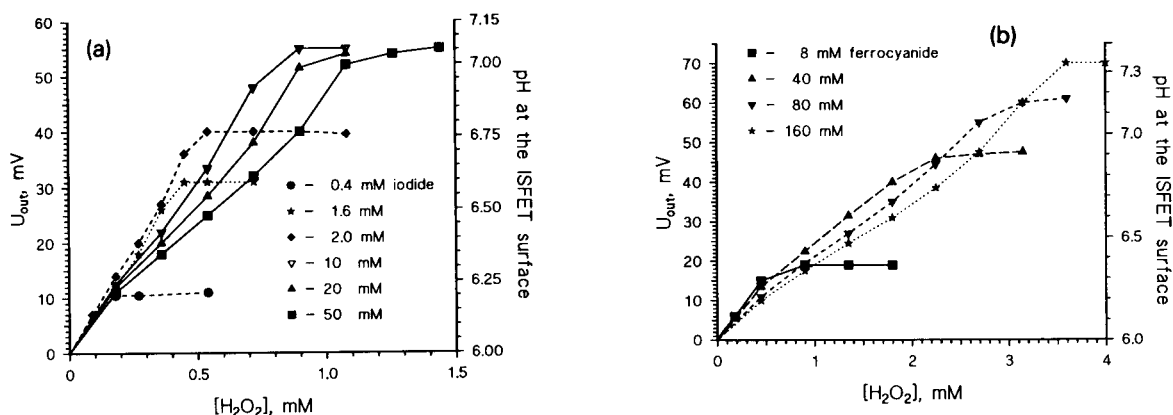 (a)
60
50
40
30
20
10
0
U_out, mV
7.15
7.00
6.75
6.50
6.25
6.00
pH at the ISFET surface
0
0.5
1.0
1.5
[H₂O₂], mM
– 0.4 mM iodide
– 1.6 mM
– 2.0 mM
– 10 mM
– 20 mM
– 50 mM
(b)
70
60
50
40
30
20
10
0
U_out, mV
7.3
7.0
6.4
6.0
pH at the ISFET surface
0
1
2
3
4
[H₂O₂], mM
– 8 mM ferrocyanide
– 40 mM
– 80 mM
– 160 mM